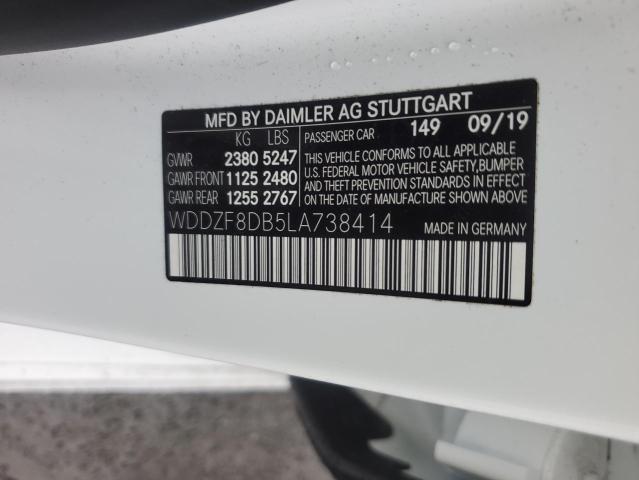 MFD BY DAIMLER AG STUTTGART
KG LBS PASSENGER CAR 149 09/19
GVWR 2380 5247 THIS VEHICLE CONFORMS TO ALL APPLICABLE
GAWR FRONT 1125 2480 U.S. FEDERAL MOTOR VEHICLE SAFETY, BUMPER
GAWR REAR 1255 2767 AND THEFT PREVENTION STANDARDS IN EFFECT
ON THE DATE OF MANUFACTURE SHOWN ABOVE.
WDDZF8DB5LA738414 MADE IN GERMANY